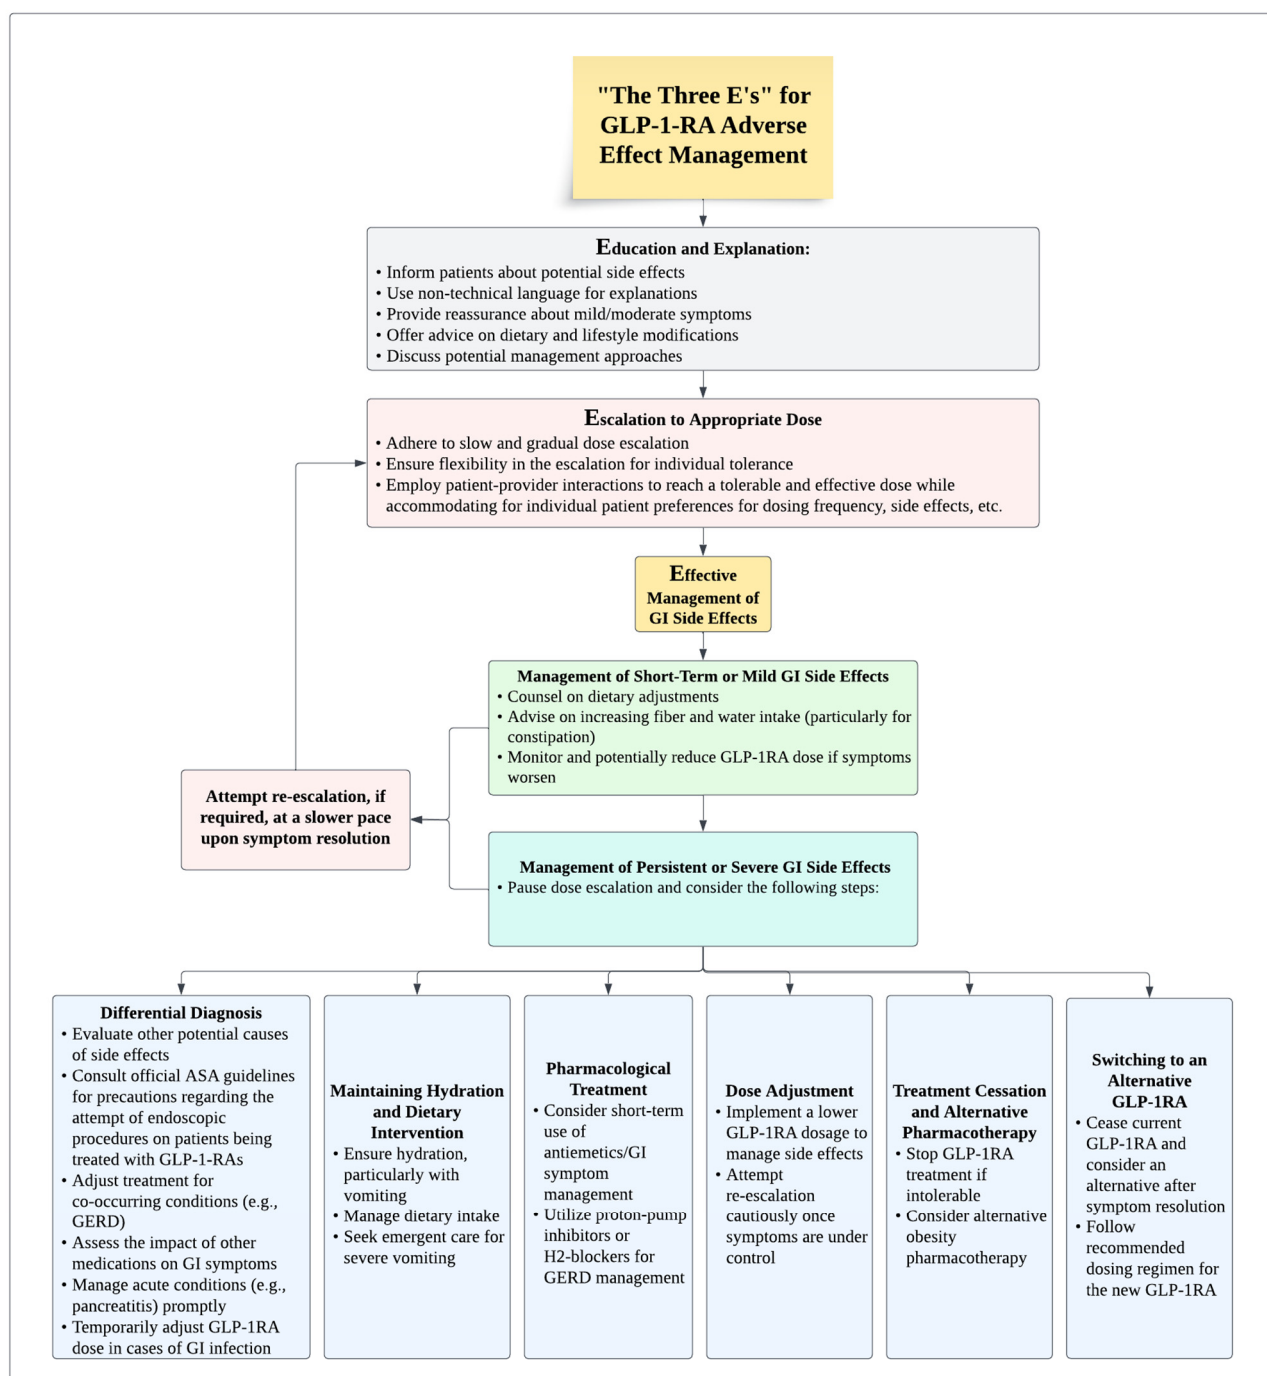 "The Three E's" for
GLP-1-RA Adverse
Effect Management
Education and Explanation:
• Inform patients about potential side effects
• Use non-technical language for explanations
• Provide reassurance about mild/moderate symptoms
• Offer advice on dietary and lifestyle modifications
• Discuss potential management approaches
Escalation to Appropriate Dose
• Adhere to slow and gradual dose escalation
• Ensure flexibility in the escalation for individual tolerance
• Employ patient-provider interactions to reach a tolerable and effective dose while
accommodating for individual patient preferences for dosing frequency, side effects, etc.
Effective
Management of
GI Side Effects
Management of Short-Term or Mild GI Side Effects
• Counsel on dietary adjustments
• Advise on increasing fiber and water intake (particularly for
constipation)
• Monitor and potentially reduce GLP-1RA dose if symptoms
worsen
Attempt re-escalation, if
required, at a slower pace
upon symptom resolution
Management of Persistent or Severe GI Side Effects
• Pause dose escalation and consider the following steps:
Differential Diagnosis
• Evaluate other potential causes
of side effects
• Consult official ASA guidelines
for precautions regarding the
attempt of endoscopic
procedures on patients being
treated with GLP-1-RAs
• Adjust treatment for
co-occurring conditions (e.g.,
GERD)
• Assess the impact of other
medications on GI symptoms
• Manage acute conditions (e.g.,
pancreatitis) promptly
• Temporarily adjust GLP-1RA
dose in cases of GI infection
Maintaining Hydration
and Dietary
Intervention
• Ensure hydration,
particularly with
vomiting
• Manage dietary intake
• Seek emergent care for
severe vomiting
Pharmacological
Treatment
• Consider short-term
use of
antiemetics/GI
symptom
management
• Utilize proton-pump
inhibitors or
H2-blockers for
GERD management
Dose Adjustment
• Implement a lower
GLP-1RA dosage to
manage side effects
• Attempt
re-escalation
cautiously once
symptoms are under
control
Treatment Cessation
and Alternative
Pharmacotherapy
• Stop GLP-1RA
treatment if
intolerable
• Consider alternative
obesity
pharmacotherapy
Switching to an
Alternative
GLP-1RA
• Cease current
GLP-1RA and
consider an
alternative after
symptom resolution
• Follow
recommended
dosing regimen for
the new GLP-1RA